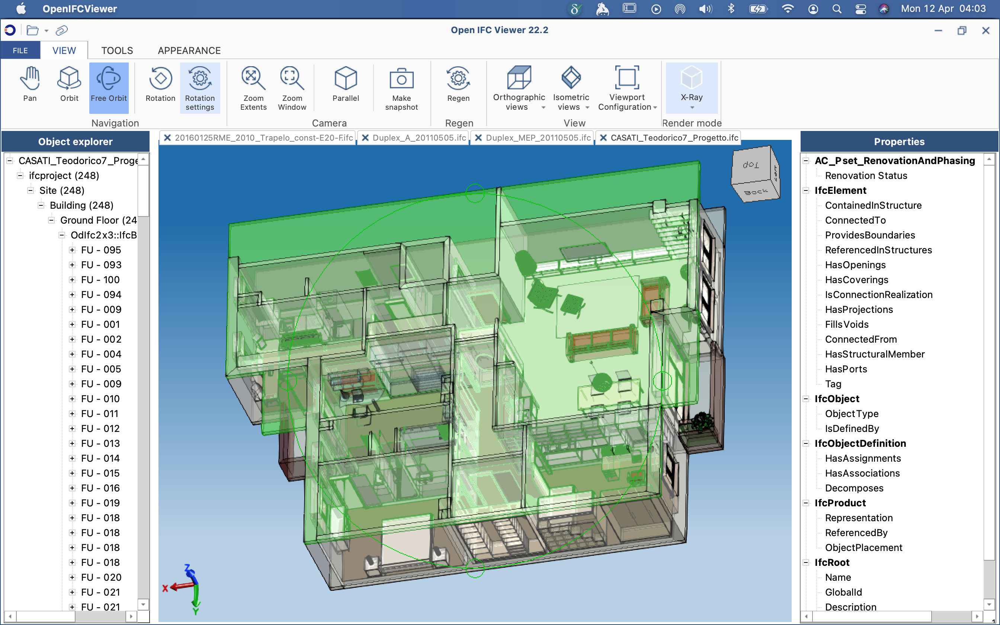 OpenIFCViewer
Mon 12 Apr 04:03
Open IFC Viewer 22.2
FILE
VIEW
TOOLS
APPEARANCE
Pan
Orbit
Free Orbit
Rotation
Rotation
settings
Zoom
Extents
Zoom
Window
Parallel
Make
snapshot
Regen
Orthographic
views
Isometric
views
Viewport
Configuration
X-Ray
Navigation
Camera
Regen
View
Render mode
Object explorer
CASATI_Teodorico7_Proge
ifcproject (248)
Site (248)
Building (248)
Ground Floor (24
OdIfc2x3::IfcB
FU - 095
FU - 093
FU - 100
FU - 094
FU - 009
FU - 001
FU - 002
FU - 004
FU - 005
FU - 009
FU - 010
FU - 011
FU - 012
FU - 013
FU - 014
FU - 015
FU - 016
FU - 019
FU - 018
FU - 018
FU - 018
FU - 018
FU - 020
FU - 021
FU - 021
20160125RME_2010_Trapelo_const-E20-F.ifc
Duplex_A_20110505.ifc
Duplex_MEP_20110505.ifc
CASATI_Teodorico7_Progetto.ifc
Top
Back
Z
X
Y
Properties
AC_Pset_RenovationAndPhasing
Renovation Status
IfcElement
ContainedInStructure
ConnectedTo
ProvidesBoundaries
ReferencedInStructures
HasOpenings
HasCoverings
IsConnectionRealization
HasProjections
FillsVoids
ConnectedFrom
HasStructuralMember
HasPorts
Tag
IfcObject
ObjectType
IsDefinedBy
IfcObjectDefinition
HasAssignments
HasAssociations
Decomposes
IfcProduct
Representation
ReferencedBy
ObjectPlacement
IfcRoot
Name
GlobalId
Description